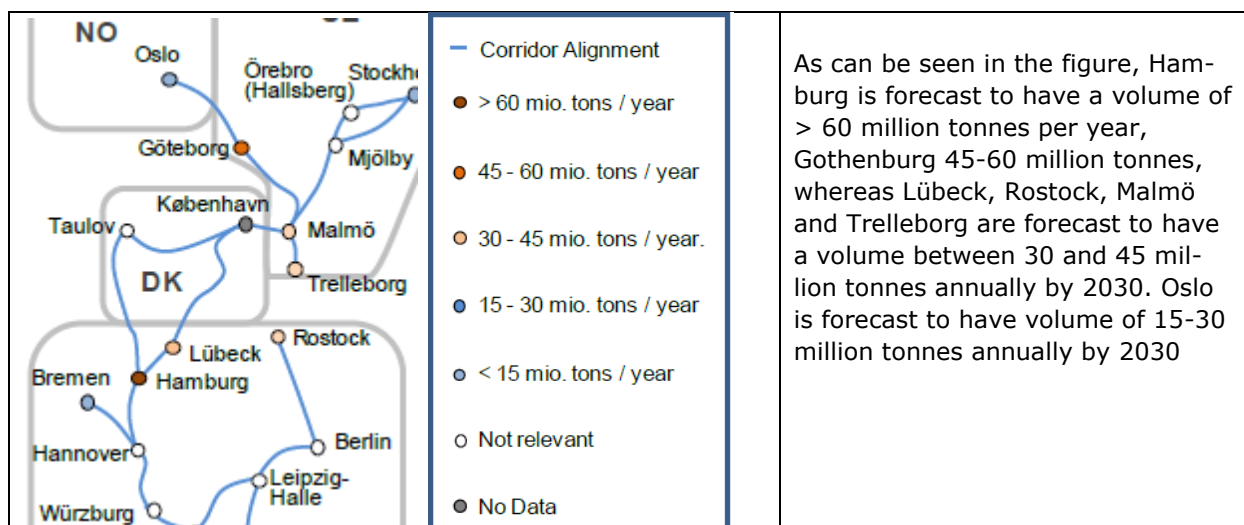 NO
Oslo
Örebro
(Hallsberg)
Stockh
Göteborg
Mjölby
København
Taulov
Malmö
DK
Trelleborg
Rostock
Lübeck
Bremen
Hamburg
Hannover
Berlin
Leipzig-
Halle
Würzburg
Corridor Alignment
> 60 mio. tons / year
45 - 60 mio. tons / year
30 - 45 mio. tons / year.
15 - 30 mio. tons / year
< 15 mio. tons / year
Not relevant
No Data
As can be seen in the figure, Ham-
burg is forecast to have a volume of
> 60 million tonnes per year,
Gothenburg 45-60 million tonnes,
whereas Lübeck, Rostock, Malmö
and Trelleborg are forecast to have
a volume between 30 and 45 mil-
lion tonnes annually by 2030. Oslo
is forecast to have volume of 15-30
million tonnes annually by 2030